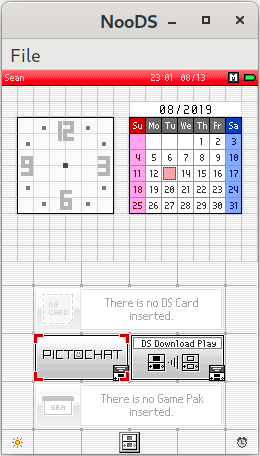 NooDS
File
Sean 23:01 08/13 M
08/2019
Su Mo Tu We Th Fr Sa
1 2 3
4 5 6 7 8 9 10
11 12 14 15 16 17
18 19 20 21 22 23 24
25 26 27 28 29 30 31
12
9 3
6
DS CARD
There is no DS Card
inserted.
PICTOCHAT
DS Download Play
GBA
There is no Game Pak
inserted.